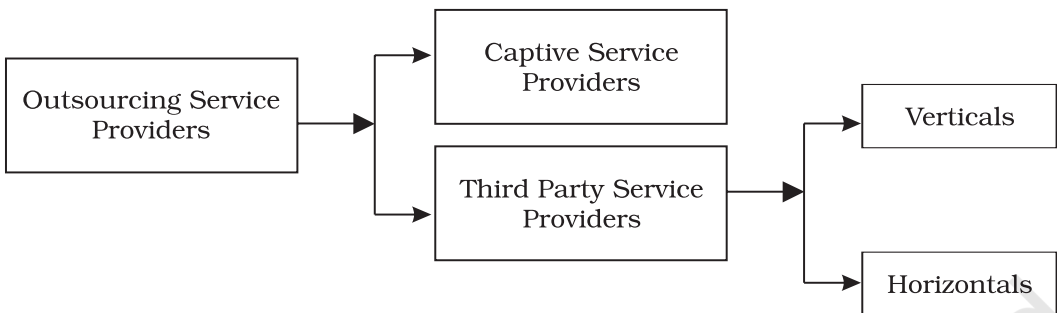 Outsourcing Service
Providers
Captive Service
Providers
Third Party Service
Providers
Verticals
Horizontals